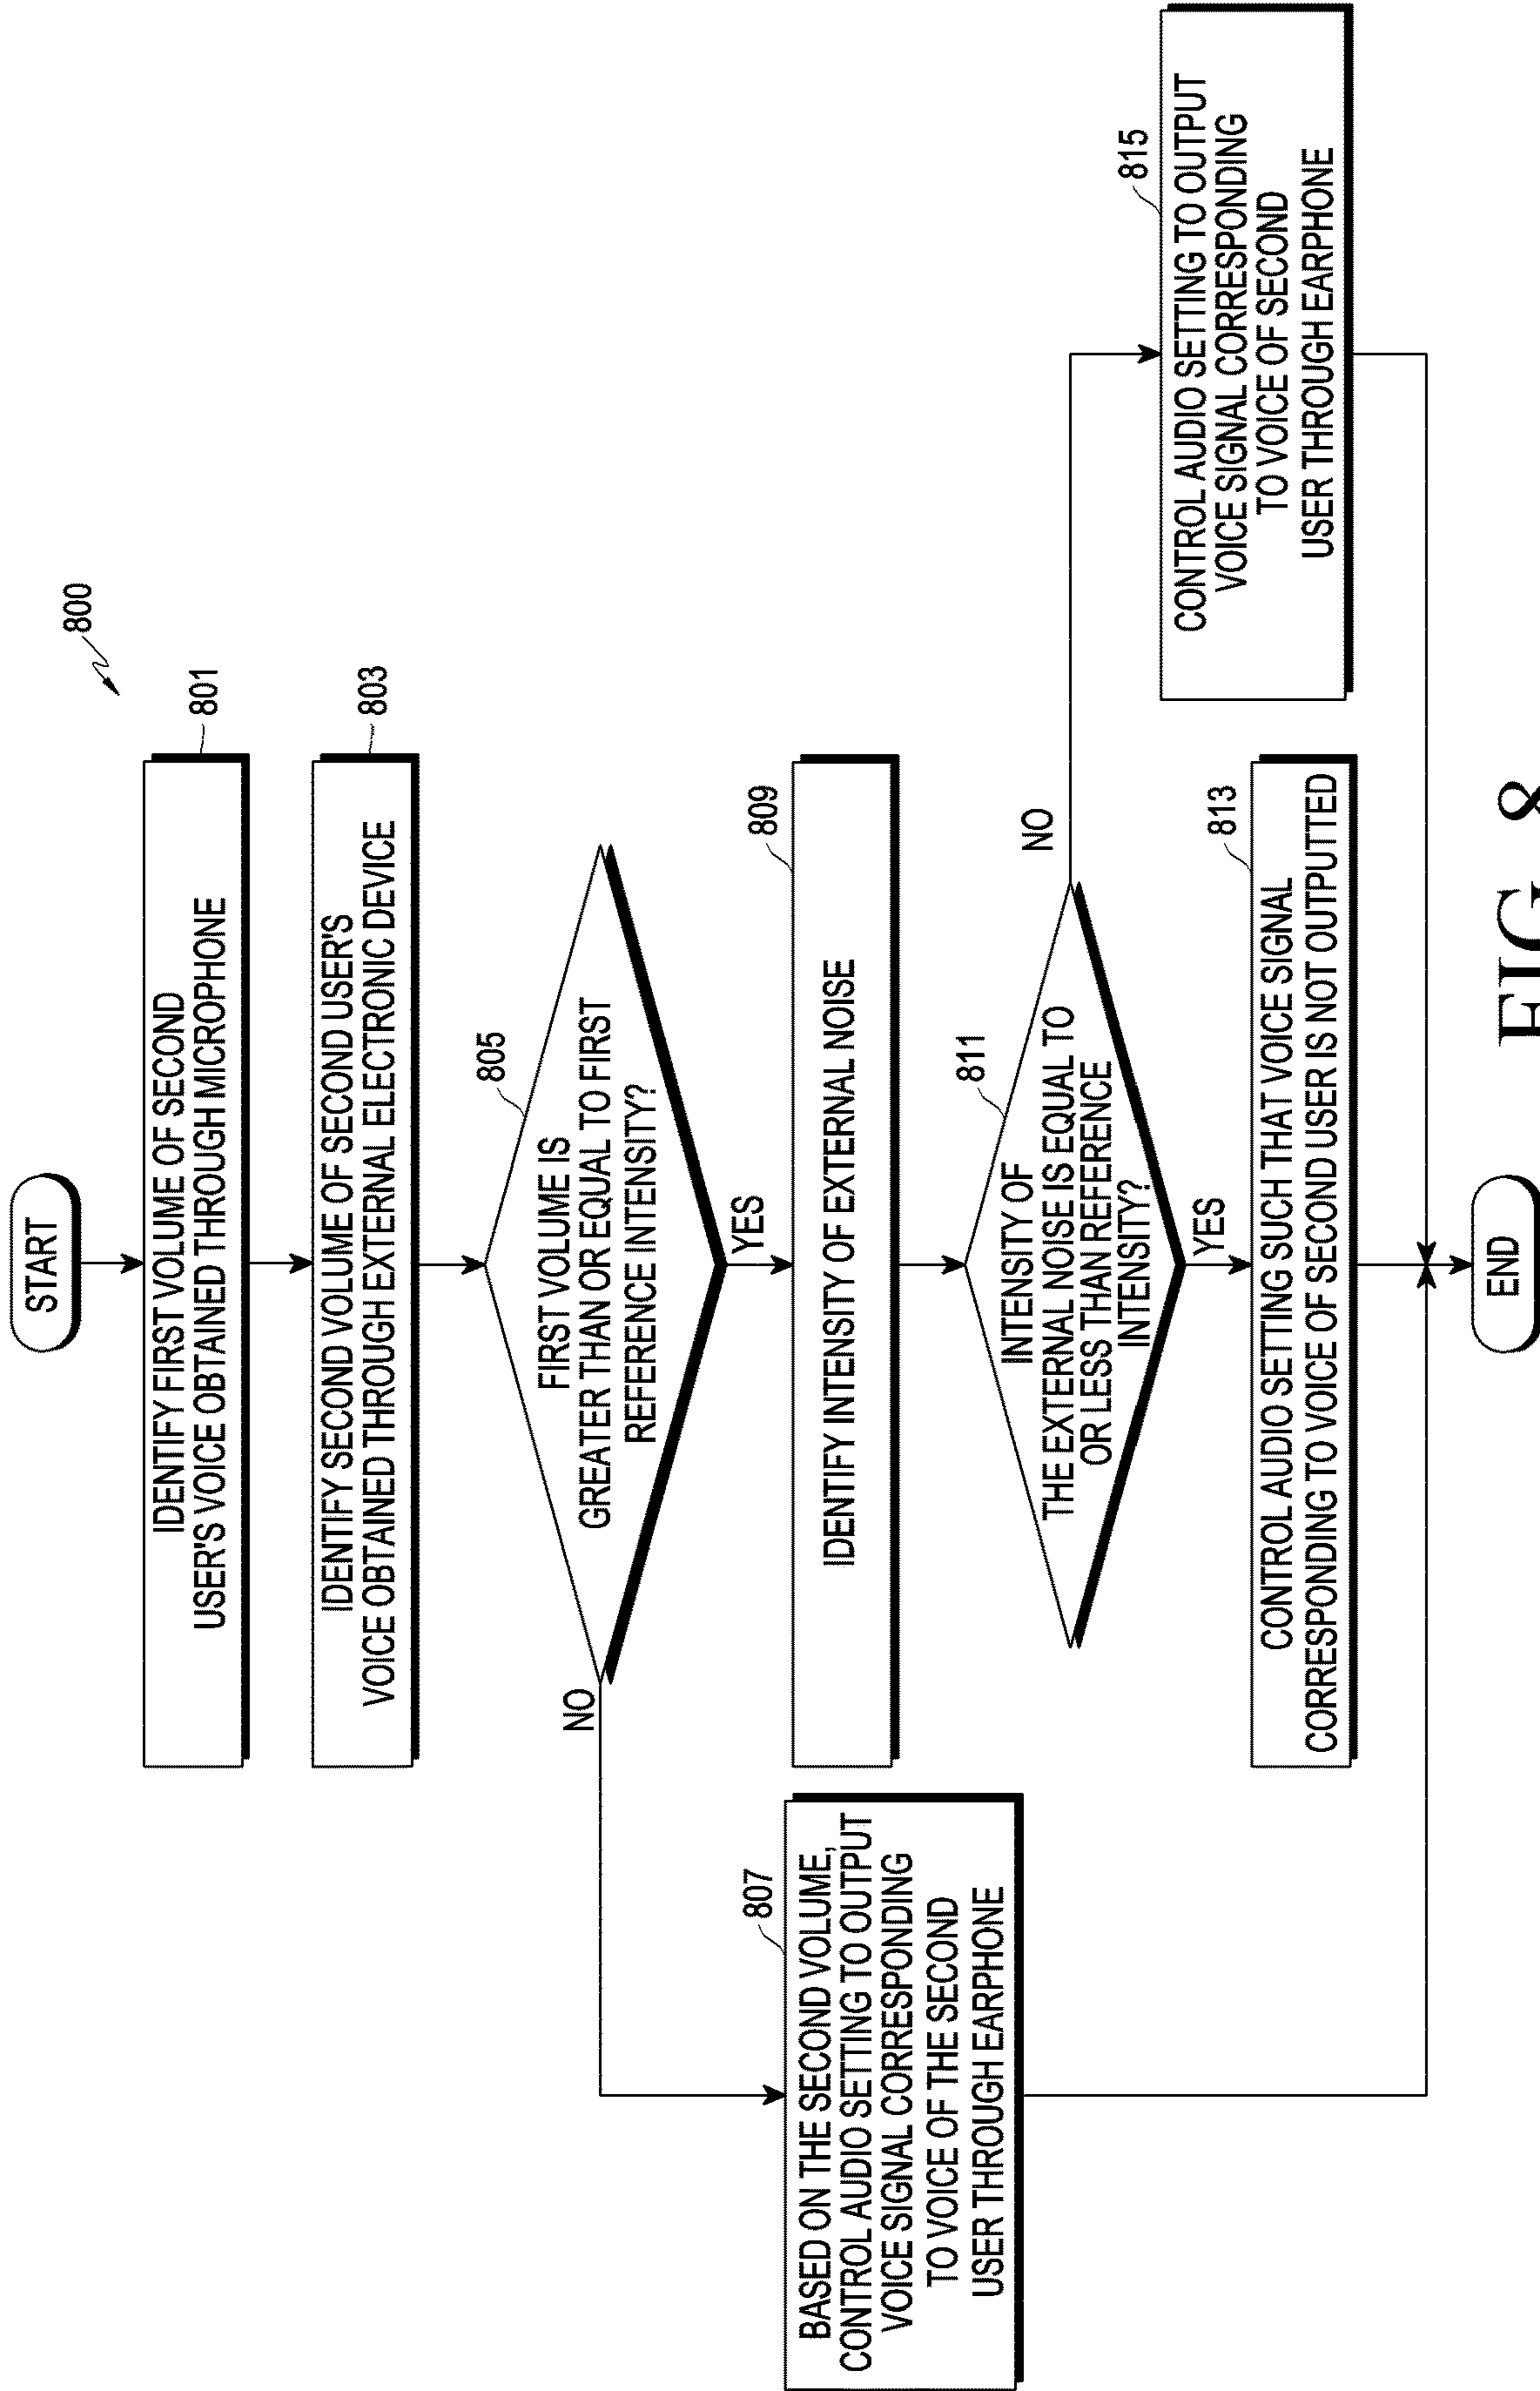 800
START
801
IDENTIFY FIRST VOLUME OF SECOND
USER'S VOICE OBTAINED THROUGH MICROPHONE
803
IDENTIFY SECOND VOLUME OF SECOND USER'S
VOICE OBTAINED THROUGH EXTERNAL ELECTRONIC DEVICE
805
FIRST VOLUME IS
GREATER THAN OR EQUAL TO FIRST
REFERENCE INTENSITY?
NO
YES
807
BASED ON THE SECOND VOLUME,
CONTROL AUDIO SETTING TO OUTPUT
VOICE SIGNAL CORRESPONDING
TO VOICE OF THE SECOND
USER THROUGH EARPHONE
809
IDENTIFY INTENSITY OF EXTERNAL NOISE
811
INTENSITY OF
THE EXTERNAL NOISE IS EQUAL TO
OR LESS THAN REFERENCE
INTENSITY?
NO
YES
813
CONTROL AUDIO SETTING SUCH THAT VOICE SIGNAL
CORRESPONDING TO VOICE OF SECOND USER IS NOT OUTPUTTED
815
CONTROL AUDIO SETTING TO OUTPUT
VOICE SIGNAL CORRESPONDING
TO VOICE OF SECOND
USER THROUGH EARPHONE
END
FIG. 8